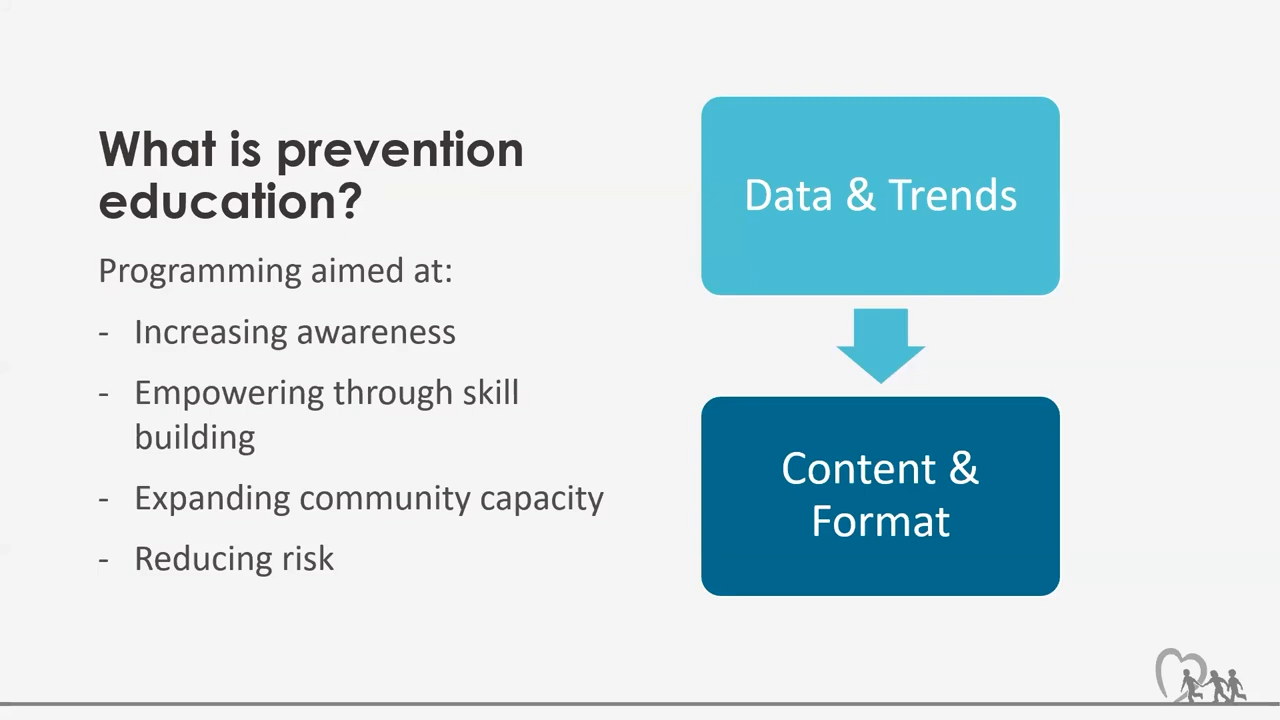 What is prevention
education?
Programming aimed at:
- Increasing awareness
- Empowering through skill
building
- Expanding community capacity
- Reducing risk
Data & Trends
Content &
Format